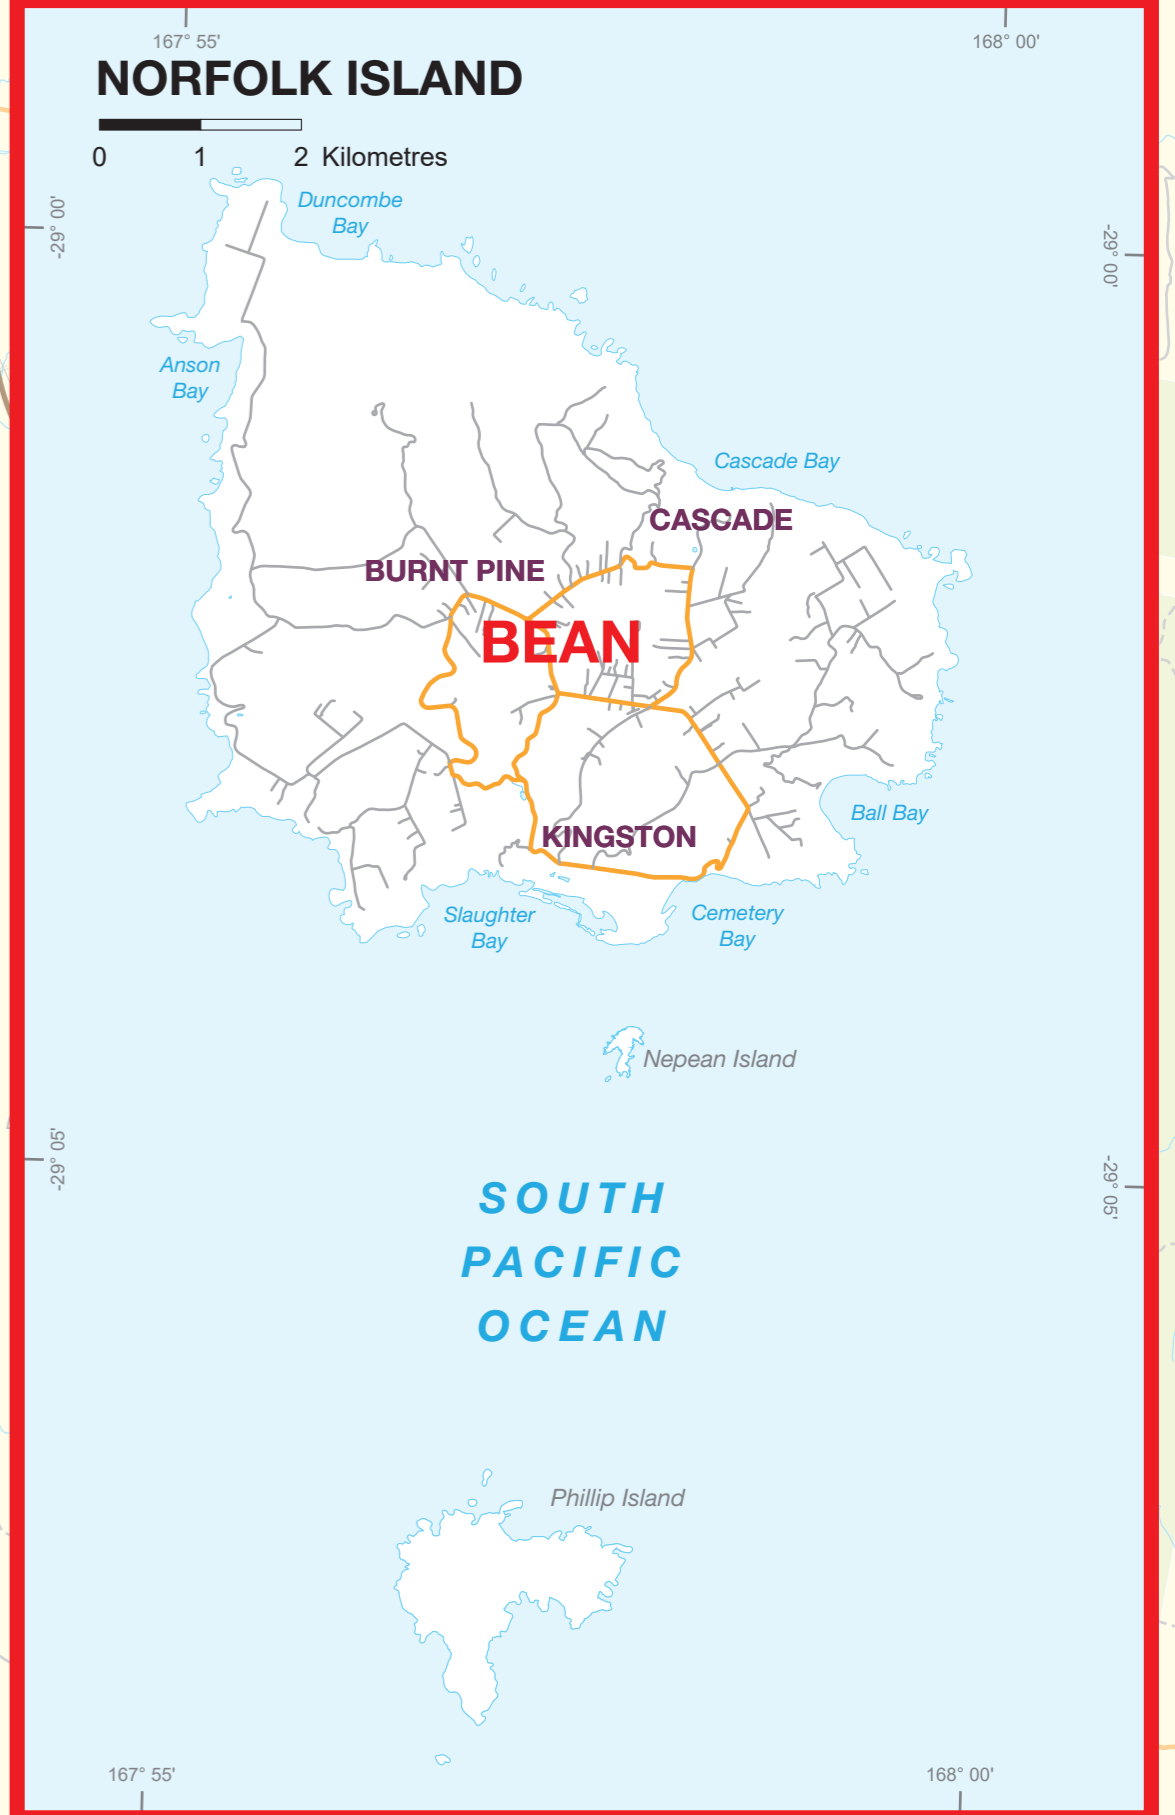 167° 55'
168° 00'
NORFOLK ISLAND
0 1 2 Kilometres
Duncombe
Bay
-29° 00'
-29° 00'
Anson
Bay
Cascade Bay
CASCADE
BURNT PINE
BEAN
Ball Bay
KINGSTON
Slaughter
Bay
Cemetery
Bay
Nepean Island
-29° 05'
-29° 05'
SOUTH
PACIFIC
OCEAN
Phillip Island
167° 55'
168° 00'